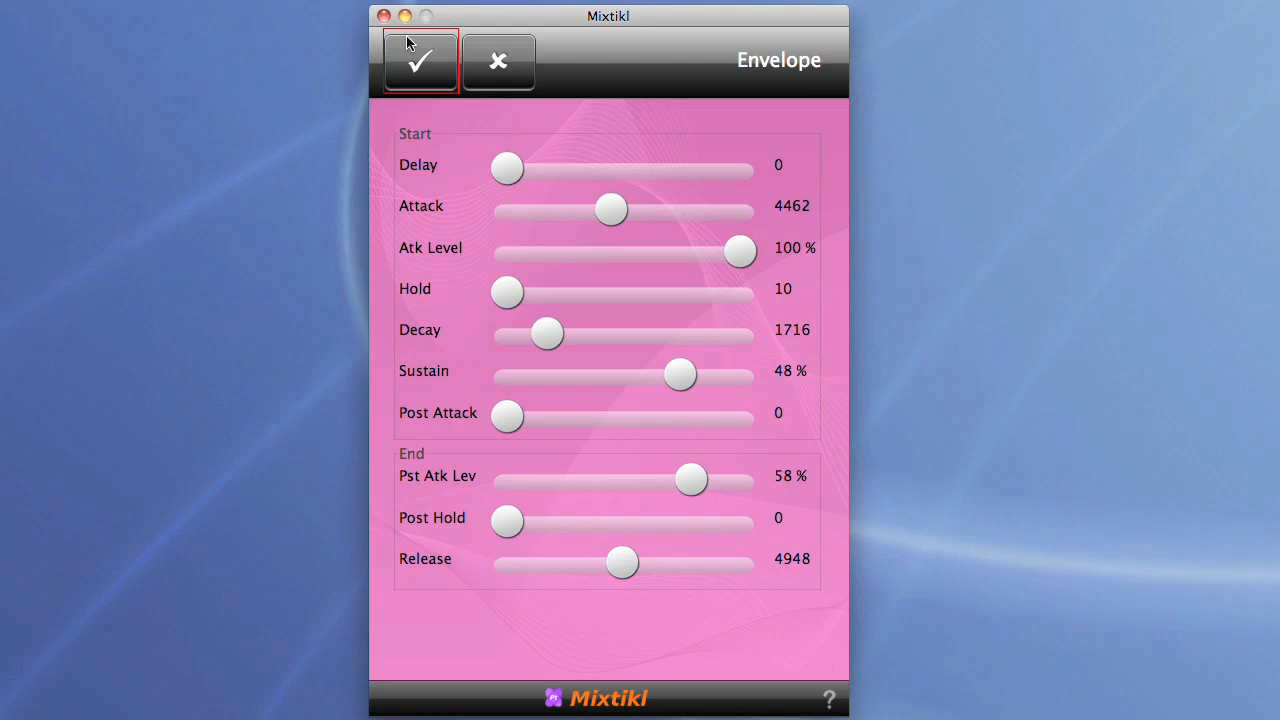 Mixtikl
Envelope
Start
Delay 0
Attack 4462
Atk Level 100 %
Hold 10
Decay 1716
Sustain 48 %
Post Attack 0
End
Pst Atk Lev 58 %
Post Hold 0
Release 4948
Pt Mixtikl ?